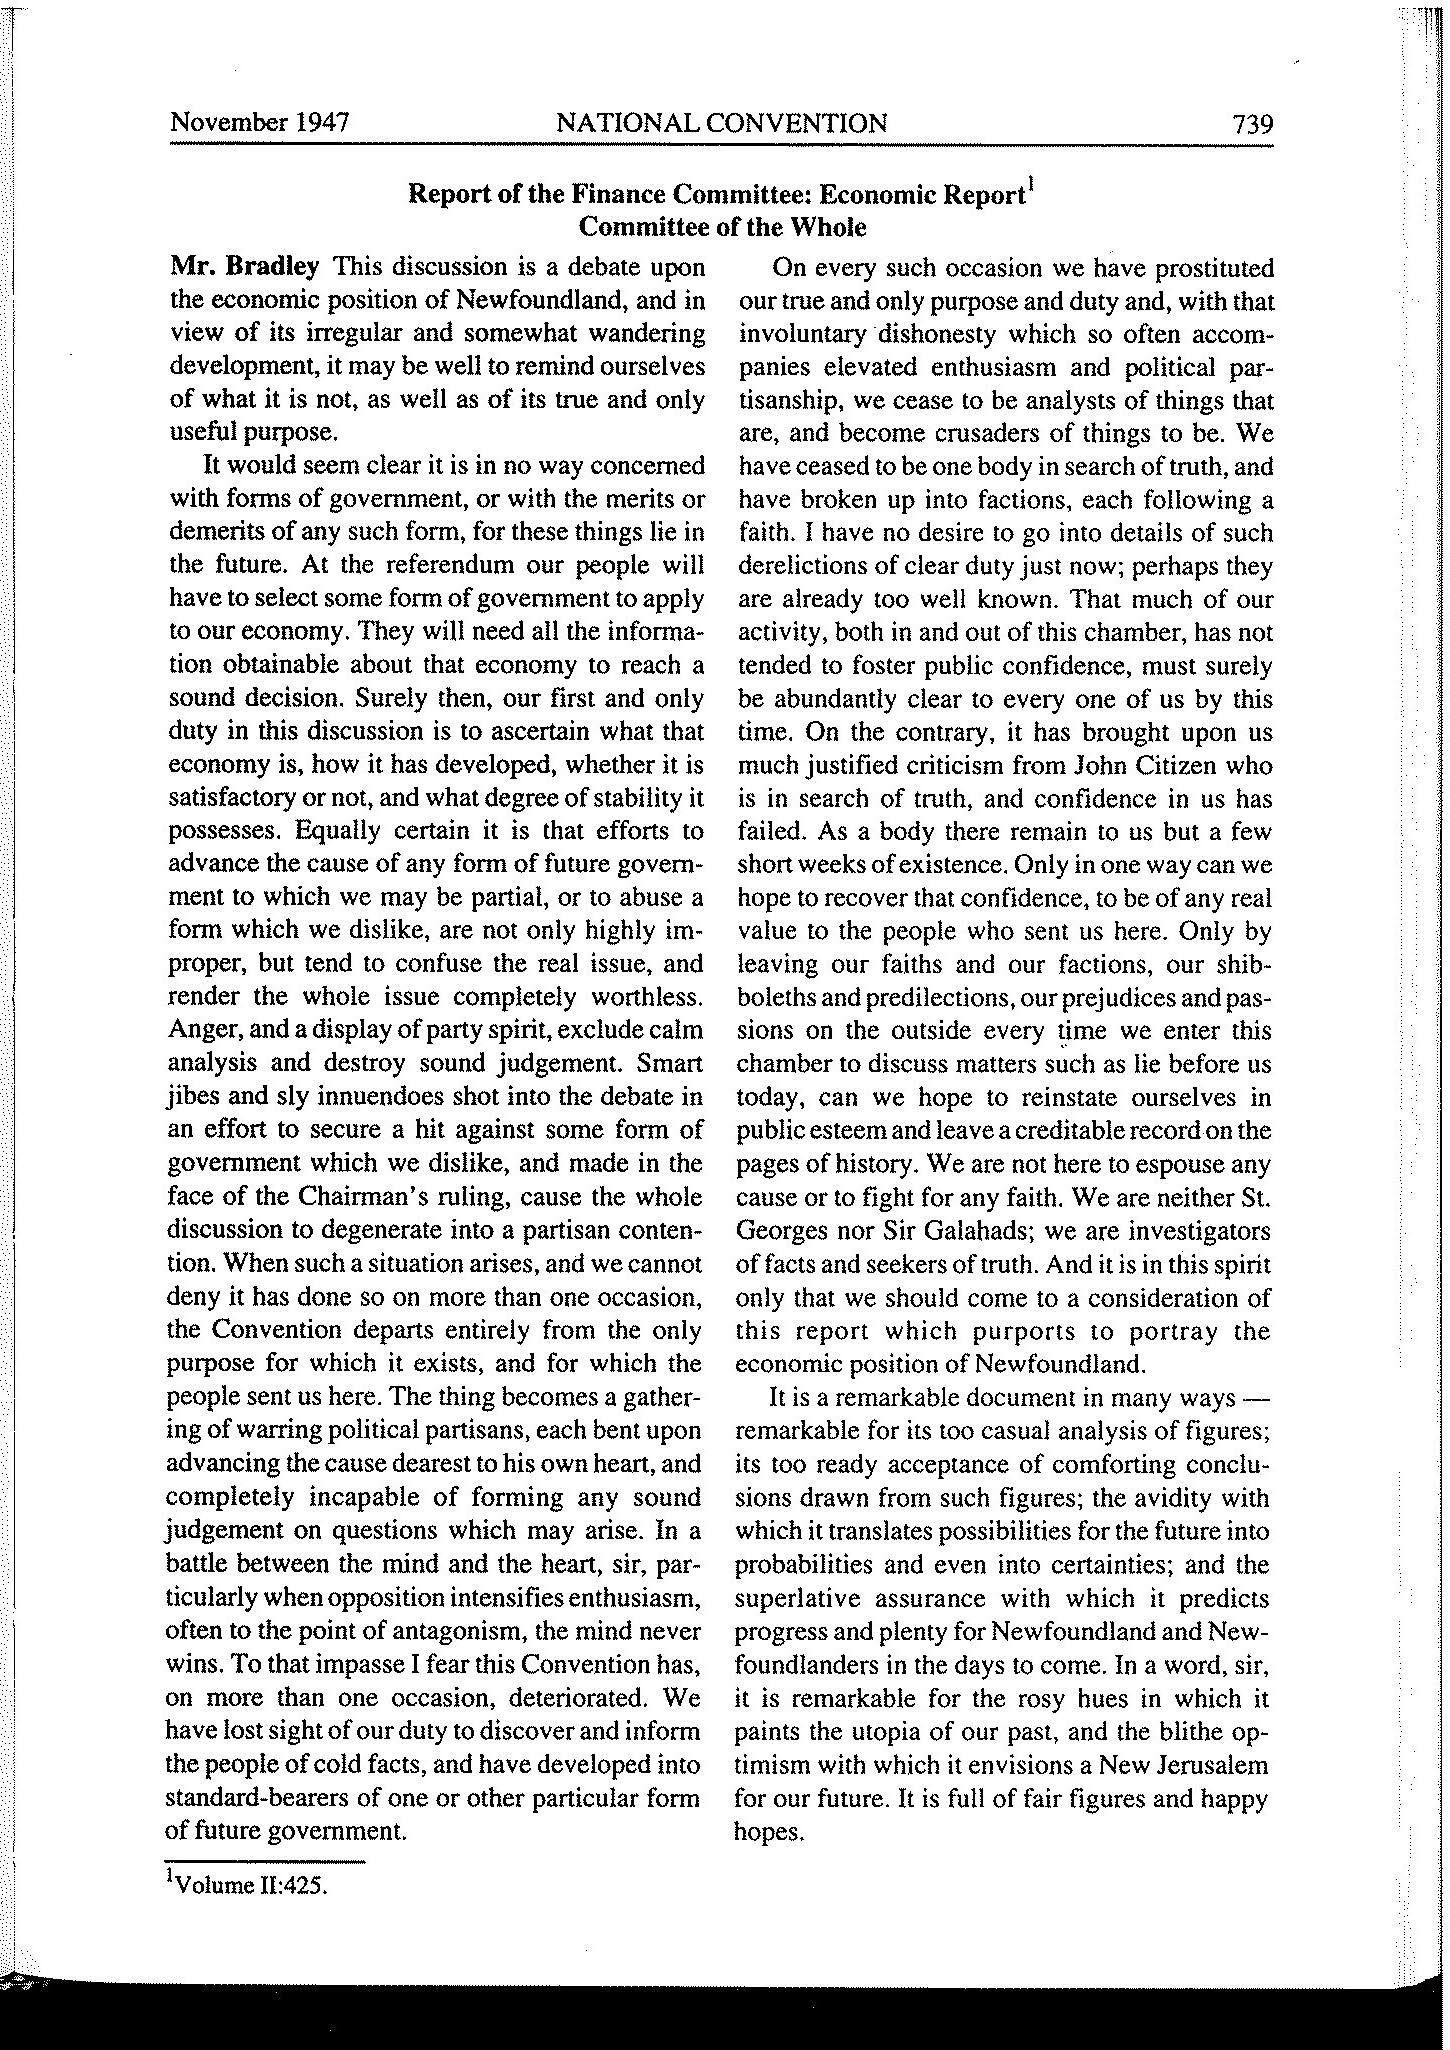 November 1947 NATIONAL CONVENTION 739
Report of the Finance Committee: Economic Report1
Committee of the Whole
Mr. Bradley This discussion is a debate upon
the economic position of Newfoundland, and in
view of its irregular and somewhat wandering
development, it may be well to remind ourselves
of what it is not, as well as of its true and only
useful purpose.
It would seem clear it is in no way concerned
with forms of government, or with the merits or
demerits of any such form, for these things lie in
the future. At the referendum our people will
have to select some form of government to apply
to our economy. They will need all the informa-
tion obtainable about that economy to reach a
sound decision. Surely then, our first and only
duty in this discussion is to ascertain what that
economy is, how it has developed, whether it is
satisfactory or not, and what degree of stability it
possesses. Equally certain it is that efforts to
advance the cause of any form of future govern-
ment to which we may be partial, or to abuse a
form which we dislike, are not only highly im-
proper, but tend to confuse the real issue, and
render the whole issue completely worthless.
Anger, and a display of party spirit, exclude calm
analysis and destroy sound judgement. Smart
jibes and sly innuendoes shot into the debate in
an effort to secure a hit against some form of
government which we dislike, and made in the
face of the Chairman's ruling, cause the whole
discussion to degenerate into a partisan conten-
tion. When such a situation arises, and we cannot
deny it has done so on more than one occasion,
the Convention departs entirely from the only
purpose for which it exists, and for which the
people sent us here. The thing becomes a gather-
ing of warring political partisans, each bent upon
advancing the cause dearest to his own heart, and
completely incapable of forming any sound
judgement on questions which may arise. In a
battle between the mind and the heart, sir, par-
ticularly when opposition intensifies enthusiasm,
often to the point of antagonism, the mind never
wins. To that impasse I fear this Convention has,
on more than one occasion, deteriorated. We
have lost sight of our duty to discover and inform
the people of cold facts, and have developed into
standard-bearers of one or other particular form
of future government.
On every such occasion we have prostituted
our true and only purpose and duty and, with that
involuntary dishonesty which so often accom-
panies elevated enthusiasm and political par-
tisanship, we cease to be analysts of things that
are, and become crusaders of things to be. We
have ceased to be one body in search of truth, and
have broken up into factions, each following a
faith. I have no desire to go into details of such
derelictions of clear duty just now; perhaps they
are already too well known. That much of our
activity, both in and out of this chamber, has not
tended to foster public confidence, must surely
be abundantly clear to every one of us by this
time. On the contrary, it has brought upon us
much justified criticism from John Citizen who
is in search of truth, and confidence in us has
failed. As a body there remain to us but a few
short weeks of existence. Only in one way can we
hope to recover that confidence, to be of any real
value to the people who sent us here. Only by
leaving our faiths and our factions, our shib-
boleths and predilections, our prejudices and pas-
sions on the outside every time we enter this
chamber to discuss matters such as lie before us
today, can we hope to reinstate ourselves in
public esteem and leave a creditable record on the
pages of history. We are not here to espouse any
cause or to fight for any faith. We are neither St.
Georges nor Sir Galahads; we are investigators
of facts and seekers of truth. And it is in this spirit
only that we should come to a consideration of
this report which purports to portray the
economic position of Newfoundland.
It is a remarkable document in many ways —
remarkable for its too casual analysis of figures;
its too ready acceptance of comforting conclu-
sions drawn from such figures; the avidity with
which it translates possibilities for the future into
probabilities and even into certainties; and the
superlative assurance with which it predicts
progress and plenty for Newfoundland and New-
foundlanders in the days to come. In a word, sir,
it is remarkable for the rosy hues in which it
paints the utopia of our past, and the blithe op-
timism with which it envisions a New Jerusalem
for our future. It is full of fair figures and happy
hopes.
1Volume II:425.